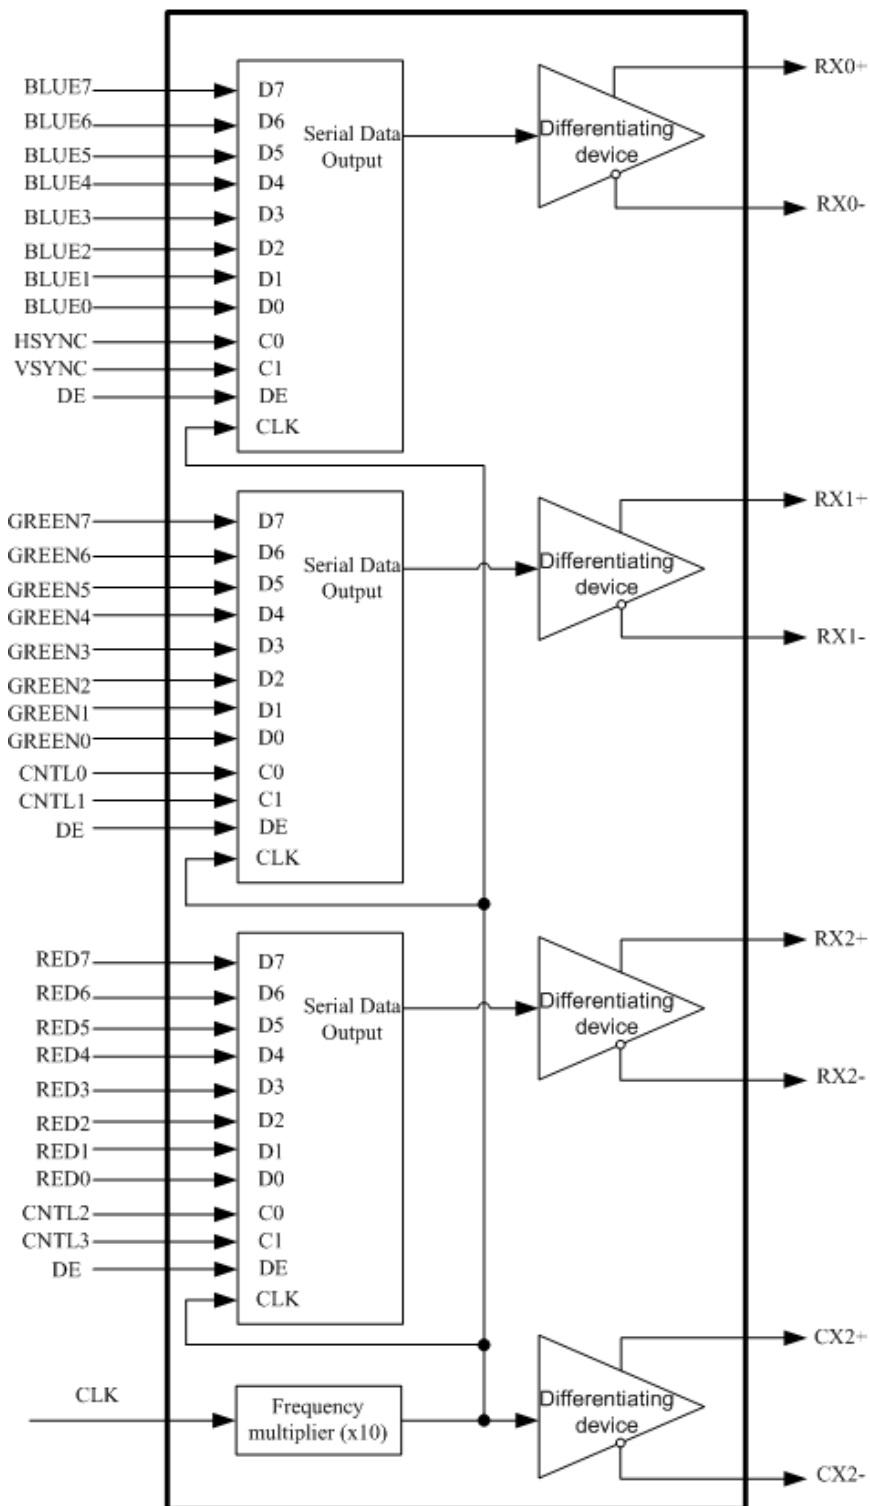 BLUE7
BLUE6
BLUE5
BLUE4
BLUE3
BLUE2
BLUE1
BLUE0
HSYNC
VSYNC
DE
D7
D6
D5
D4
D3
D2
D1
D0
C0
C1
DE
CLK
Serial Data
Output
Differentiating
device
RX0+
RX0-
GREEN7
GREEN6
GREEN5
GREEN4
GREEN3
GREEN2
GREEN1
GREEN0
CNTL0
CNTL1
DE
D7
D6
D5
D4
D3
D2
D1
D0
C0
C1
DE
CLK
Serial Data
Output
Differentiating
device
RX1+
RX1-
RED7
RED6
RED5
RED4
RED3
RED2
RED1
RED0
CNTL2
CNTL3
DE
D7
D6
D5
D4
D3
D2
D1
D0
C0
C1
DE
CLK
Serial Data
Output
Differentiating
device
RX2+
RX2-
CLK
Frequency
multiplier (x10)
Differentiating
device
CX2+
CX2-